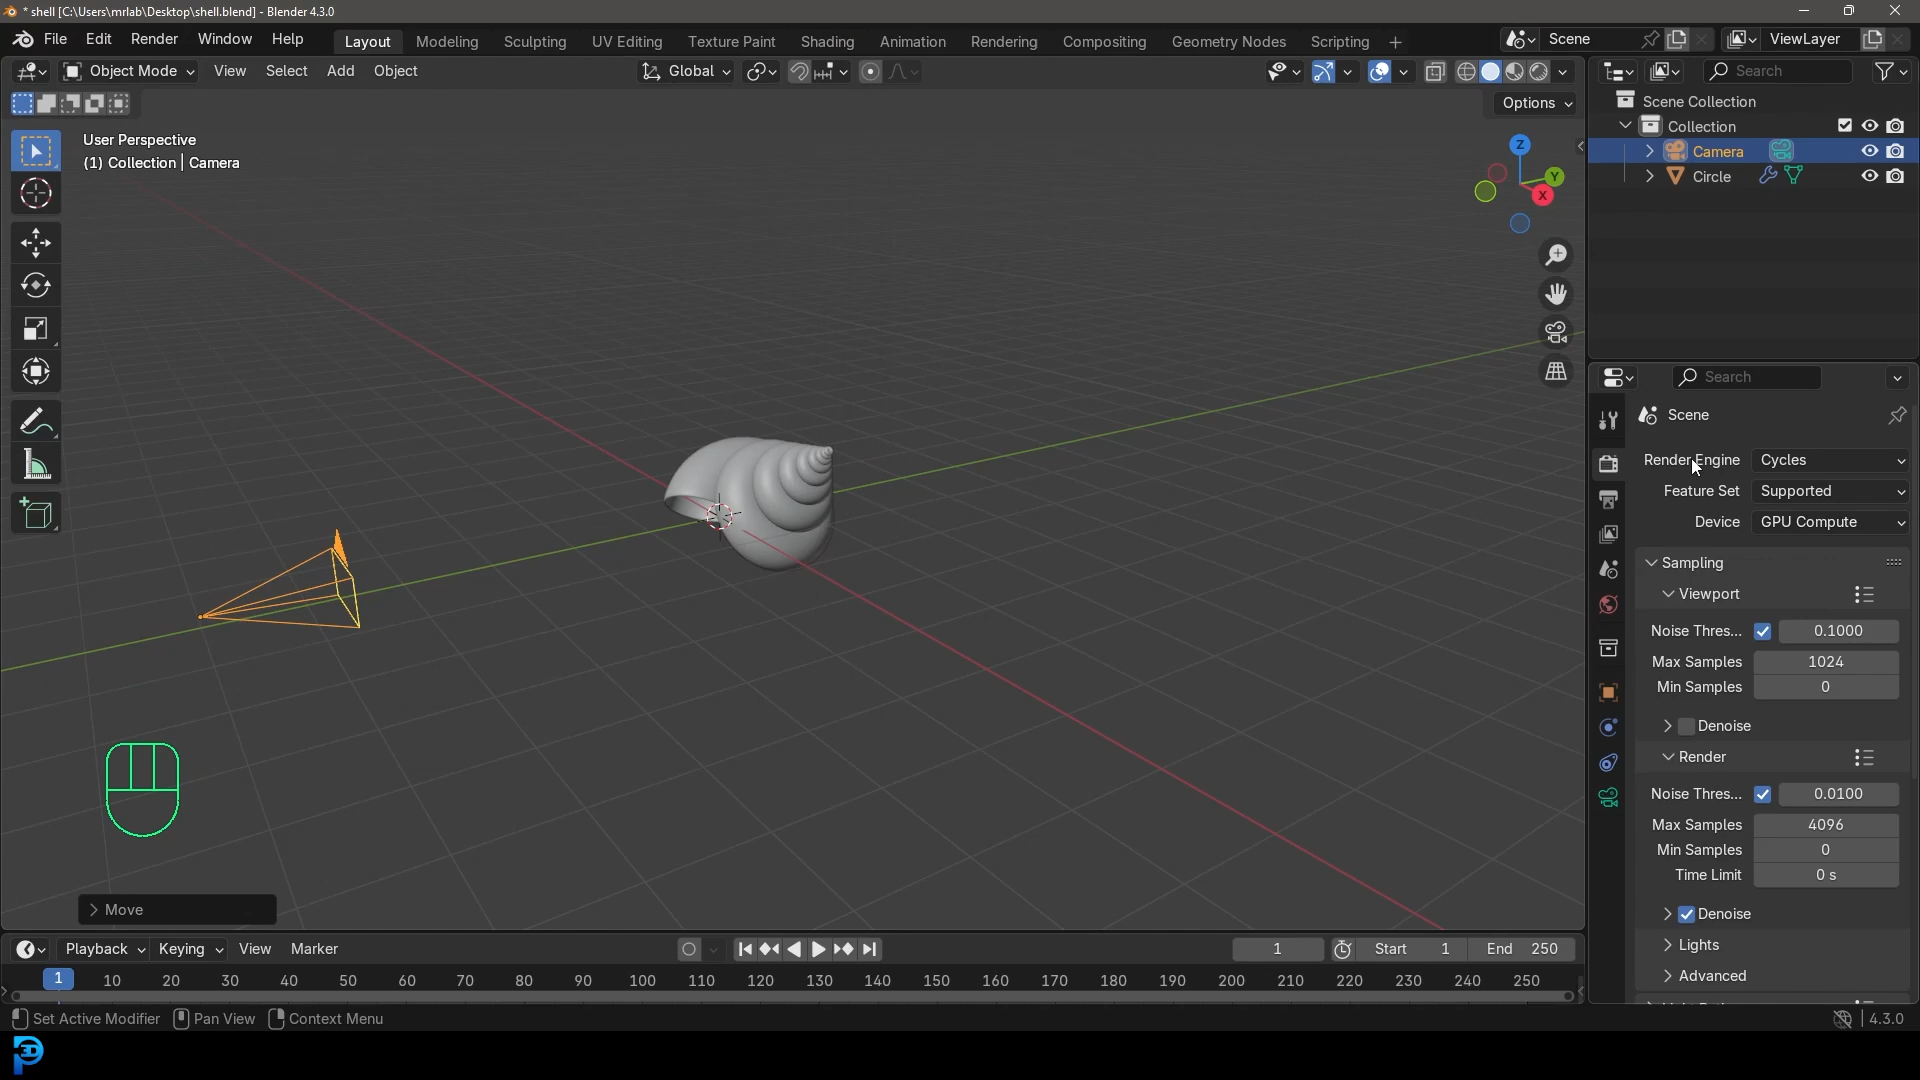 * shell [C:\Users\mrlab\Desktop\shell.blend] - Blender 4.3.0
File Edit Render Window Help Layout Modeling Sculpting UV Editing Texture Paint Shading Animation Rendering Compositing Geometry Nodes Scripting + Scene ViewLayer
Object Mode View Select Add Object Global Search
Options
User Perspective
(1) Collection | Camera
Z
Y
X
Scene Collection
Collection
Camera
Circle
Search
Scene
Render Engine Cycles
Feature Set Supported
Device GPU Compute
Sampling
Viewport
Noise Thres... 0.1000
Max Samples 1024
Min Samples 0
Denoise
Render
Noise Thres... 0.0100
Max Samples 4096
Min Samples 0
Time Limit 0 s
Denoise
Lights
Advanced
Move
Playback Keying View Marker 1 Start 1 End 250
1 10 20 30 40 50 60 70 80 90 100 110 120 130 140 150 160 170 180 190 200 210 220 230 240 250
Set Active Modifier Pan View Context Menu 4.3.0
3D